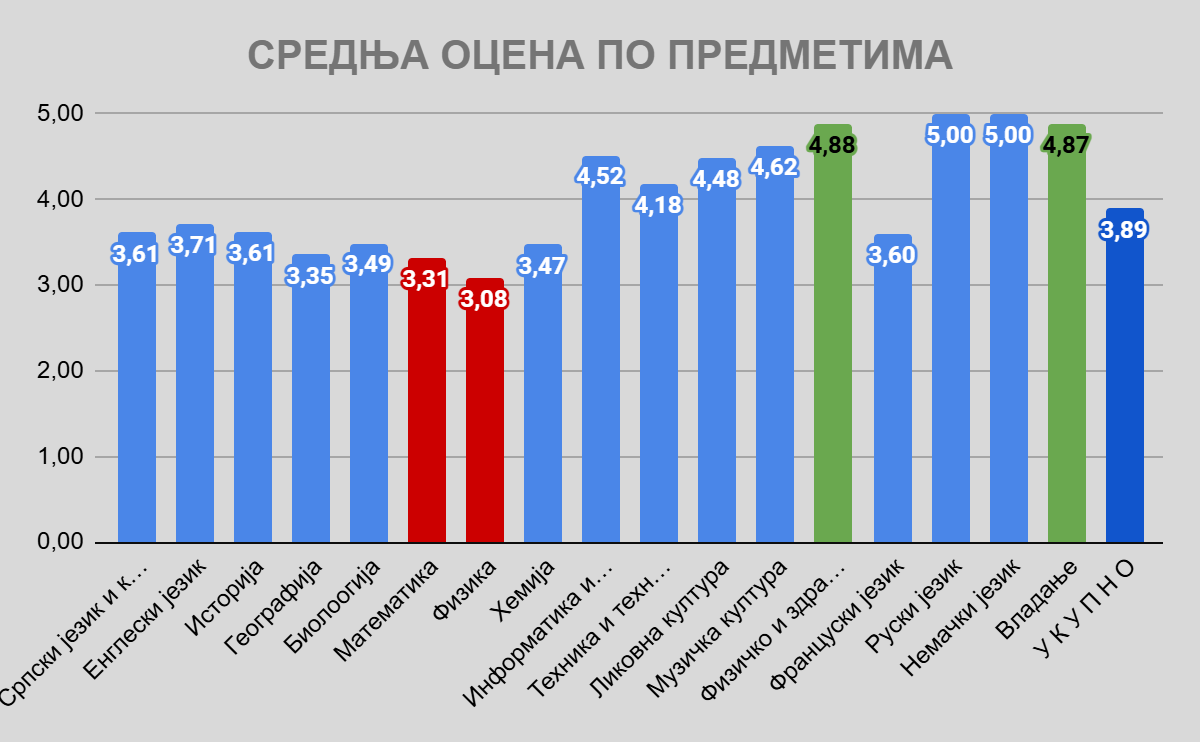 СРЕДЊА ОЦЕНА ПО ПРЕДМЕТИМА
5,00
4,00
3,00
2,00
1,00
0,00
3,61
3,71
3,61
3,35
3,49
3,31
3,08
3,47
4,52
4,18
4,48
4,62
4,88
3,60
5,00
5,00
4,87
3,89
Српски језик и к...
Енглески језик
Историја
Географија
Биолоогија
Математика
Физика
Хемија
Информатика и...
Техника и техн...
Ликовна култура
Музичка култура
Физичко и здра...
Француски језик
Руски језик
Немачки језик
Владање
У К У П Н О